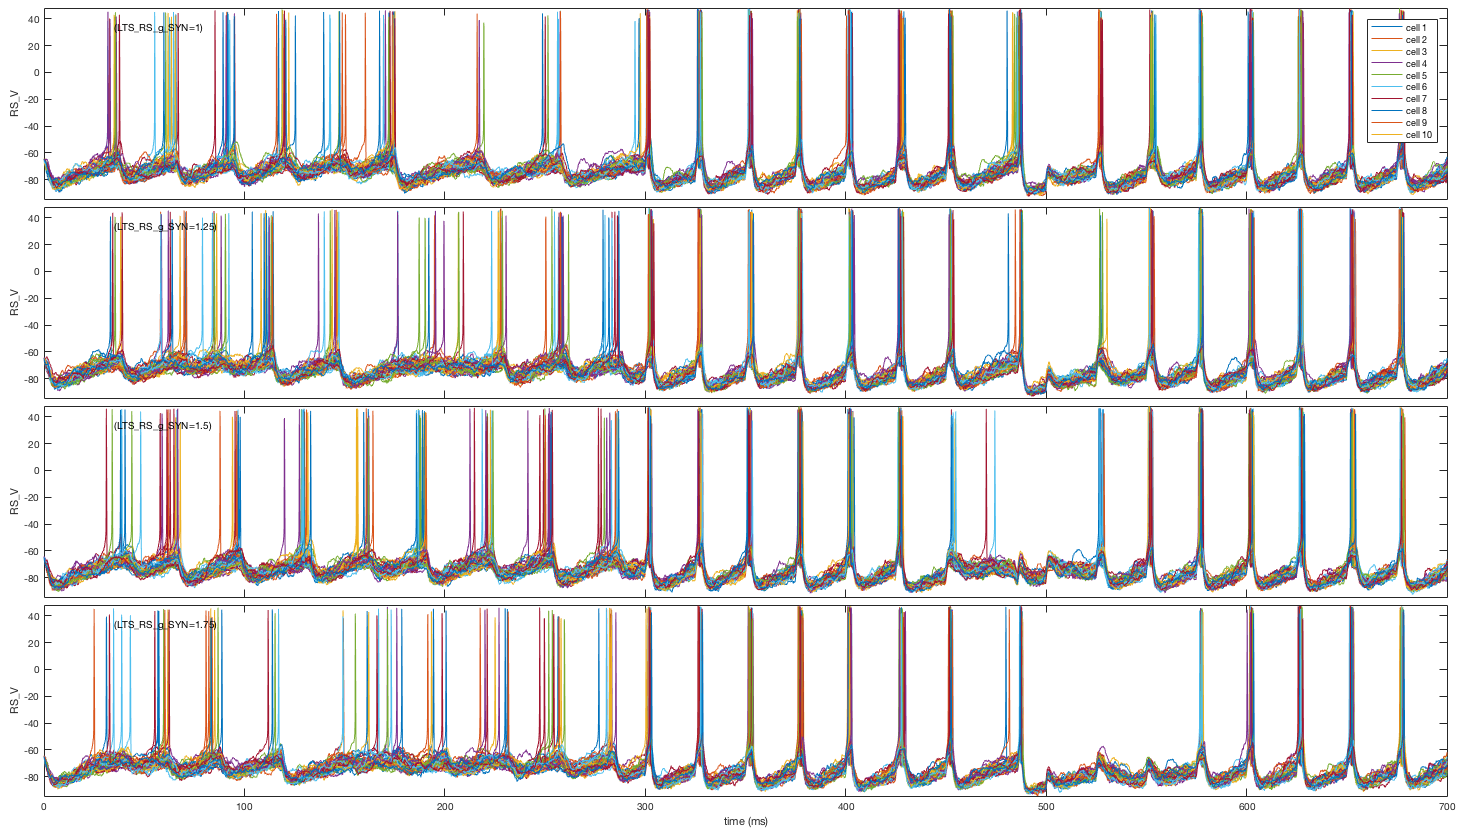 (LTS_RS_g_SYN=1)
RS_V
40
20
0
-20
-40
-60
-80
cell 1
cell 2
cell 3
cell 4
cell 5
cell 6
cell 7
cell 8
cell 9
cell 10
(LTS_RS_g_SYN=1.25)
RS_V
40
20
0
-20
-40
-60
-80
(LTS_RS_g_SYN=1.5)
RS_V
40
20
0
-20
-40
-60
-80
(LTS_RS_g_SYN=1.75)
RS_V
40
20
0
-20
-40
-60
-80
0 100 200 300 400 500 600 700
time (ms)